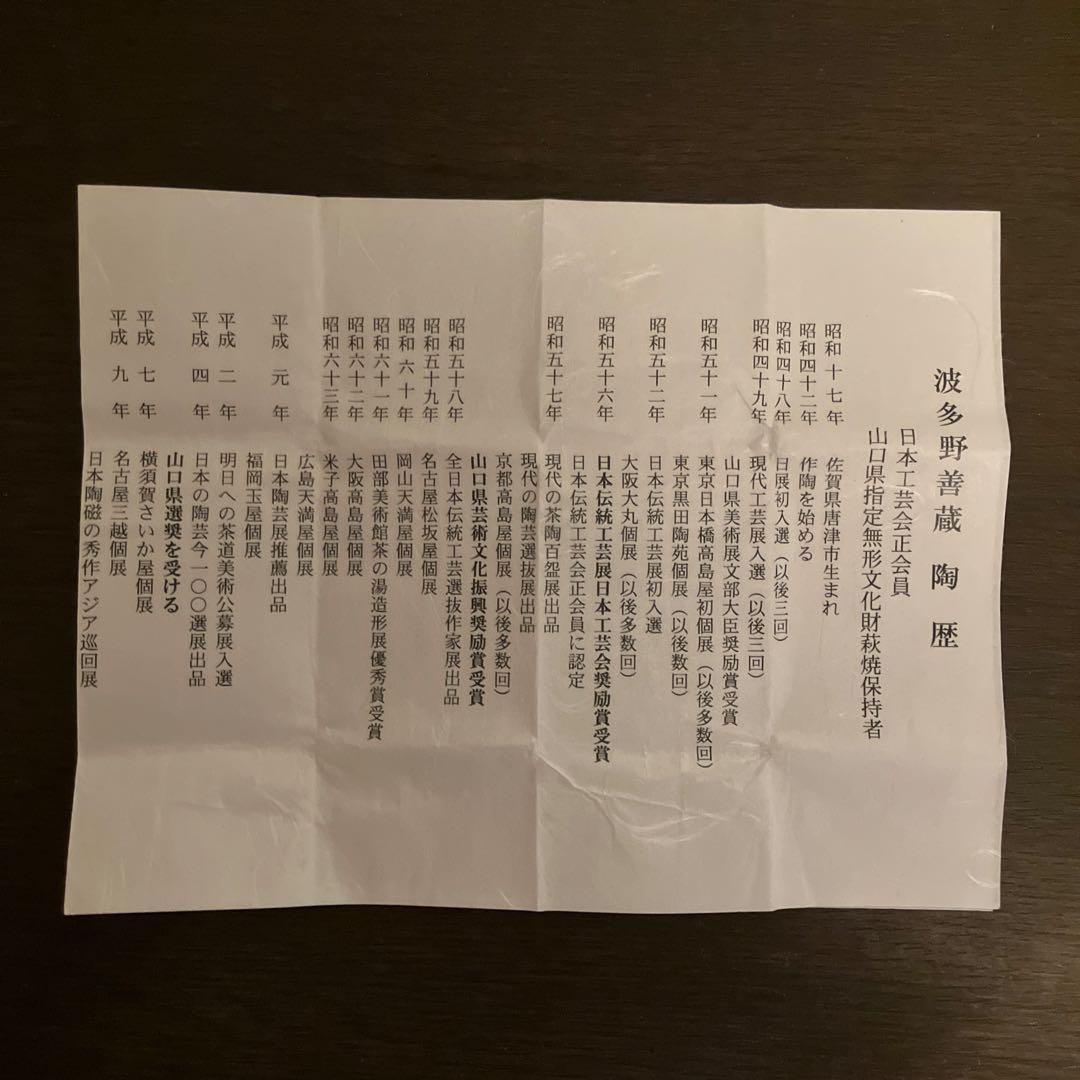 波多野善蔵 陶歴
日本工芸会正会員
山口県指定無形文化財萩焼保持者
昭和 十 七 年 佐賀県唐津市生まれ
昭和四十二年 作陶を始める
昭和四十八年 日展初入選（以後三回）
昭和四十九年 現代工芸展入選（以後三回）
山口県美術展文部大臣奨励賞受賞
昭和五十一年 東京日本橋高島屋初個展（以後多数回）
東京黒田陶苑個展（以後数回）
昭和五十二年 日本伝統工芸展初入選
大阪大丸個展（以後多数回）
昭和五十六年 日本伝統工芸展日本工芸会奨励賞受賞
日本伝統工芸会正会員に認定
昭和五十七年 現代の茶陶百盌展出品
現代の陶芸選抜展出品
京都高島屋個展（以後多数回）
山口県芸術文化振興奨励賞受賞
昭和五十八年 全日本伝統工芸選抜作家展出品
昭和五十九年 名古屋松坂屋個展
昭和 六 十 年 岡山天満屋個展
昭和六十一年 田部美術館茶の湯造形展優秀賞受賞
昭和六十二年 大阪高島屋個展
昭和六十三年 米子高島屋個展
広島天満屋個展
平成 元 年 日本陶芸展推薦出品
福岡玉屋個展
平成 二 年 明日への茶道美術公募展入選
平成 四 年 日本の陶芸今一〇〇選展出品
山口県選奨を受ける
平成 七 年 横須賀さいか屋個展
平成 九 年 名古屋三越個展
日本陶磁の秀作アジア巡回展